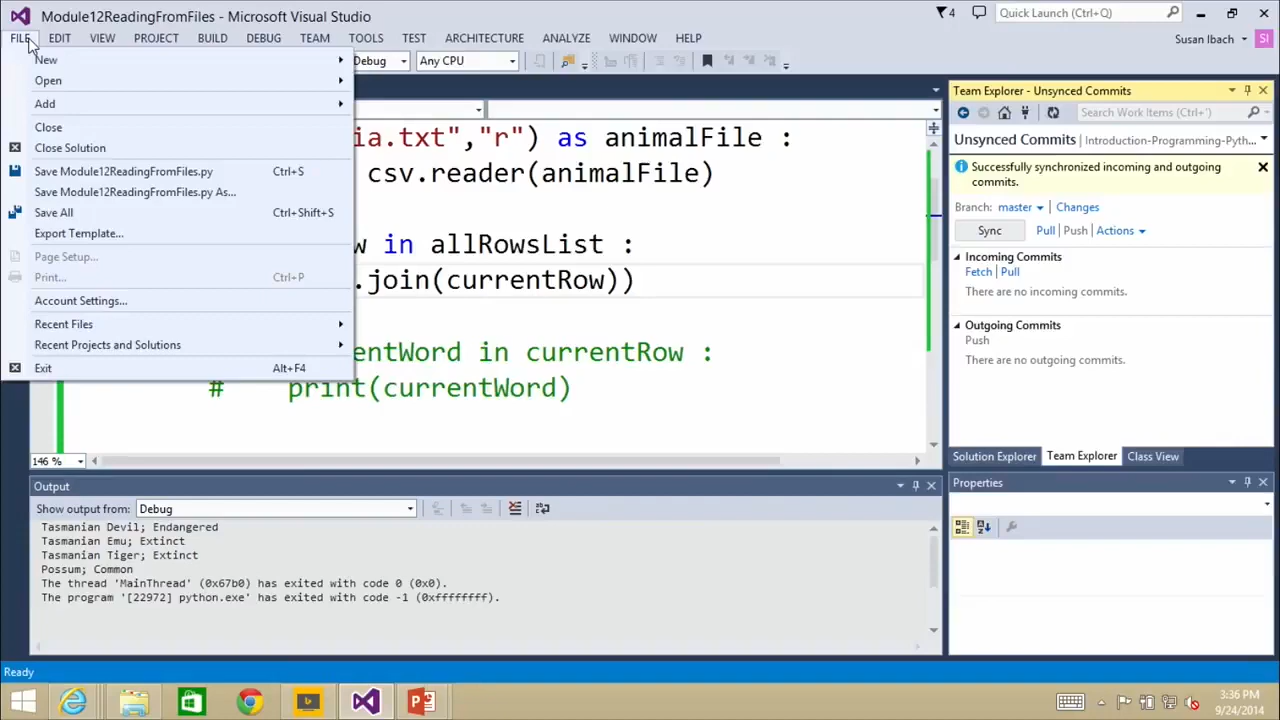 Module12ReadingFromFiles - Microsoft Visual Studio
4
Quick Launch (Ctrl+Q)
FILE EDIT VIEW PROJECT BUILD DEBUG TEAM TOOLS TEST ARCHITECTURE ANALYZE WINDOW HELP
Susan Ibach
SI
New
Open
Add
Close
Close Solution
Save Module12ReadingFromFiles.py Ctrl+S
Save Module12ReadingFromFiles.py As...
Save All Ctrl+Shift+S
Export Template...
Page Setup...
Print... Ctrl+P
Account Settings...
Recent Files
Recent Projects and Solutions
Exit Alt+F4
Debug
Any CPU
ia.txt","r") as animalFile :
csv.reader(animalFile)
w in allRowsList :
.join(currentRow))
entWord in currentRow :
# print(currentWord)
146 %
Output
Show output from: Debug
Tasmanian Devil; Endangered
Tasmanian Emu; Extinct
Tasmanian Tiger; Extinct
Possum; Common
The thread 'MainThread' (0x67b0) has exited with code 0 (0x0).
The program '[22972] python.exe' has exited with code -1 (0xffffffff).
Team Explorer - Unsynced Commits
Search Work Items (Ctrl+')
Unsynced Commits Introduction-Programming-Pyth...
Successfully synchronized incoming and outgoing
commits.
Branch: master Changes
Sync Pull Push Actions
Incoming Commits
Fetch Pull
There are no incoming commits.
Outgoing Commits
Push
There are no outgoing commits.
Solution Explorer Team Explorer Class View
Properties
Ready
3:36 PM
9/24/2014